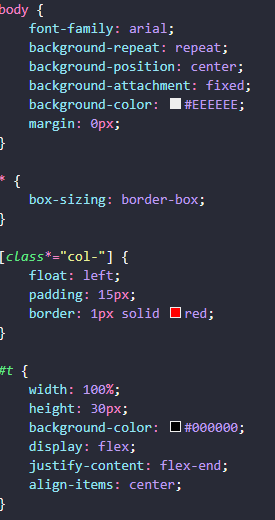 body {
    font-family: arial;
    background-repeat: repeat;
    background-position: center;
    background-attachment: fixed;
    background-color: #EEEEEE;
    margin: 0px;
}

* {
    box-sizing: border-box;
}

[class*="col-"] {
    float: left;
    padding: 15px;
    border: 1px solid red;
}

#t {
    width: 100%;
    height: 30px;
    background-color: #000000;
    display: flex;
    justify-content: flex-end;
    align-items: center;
}